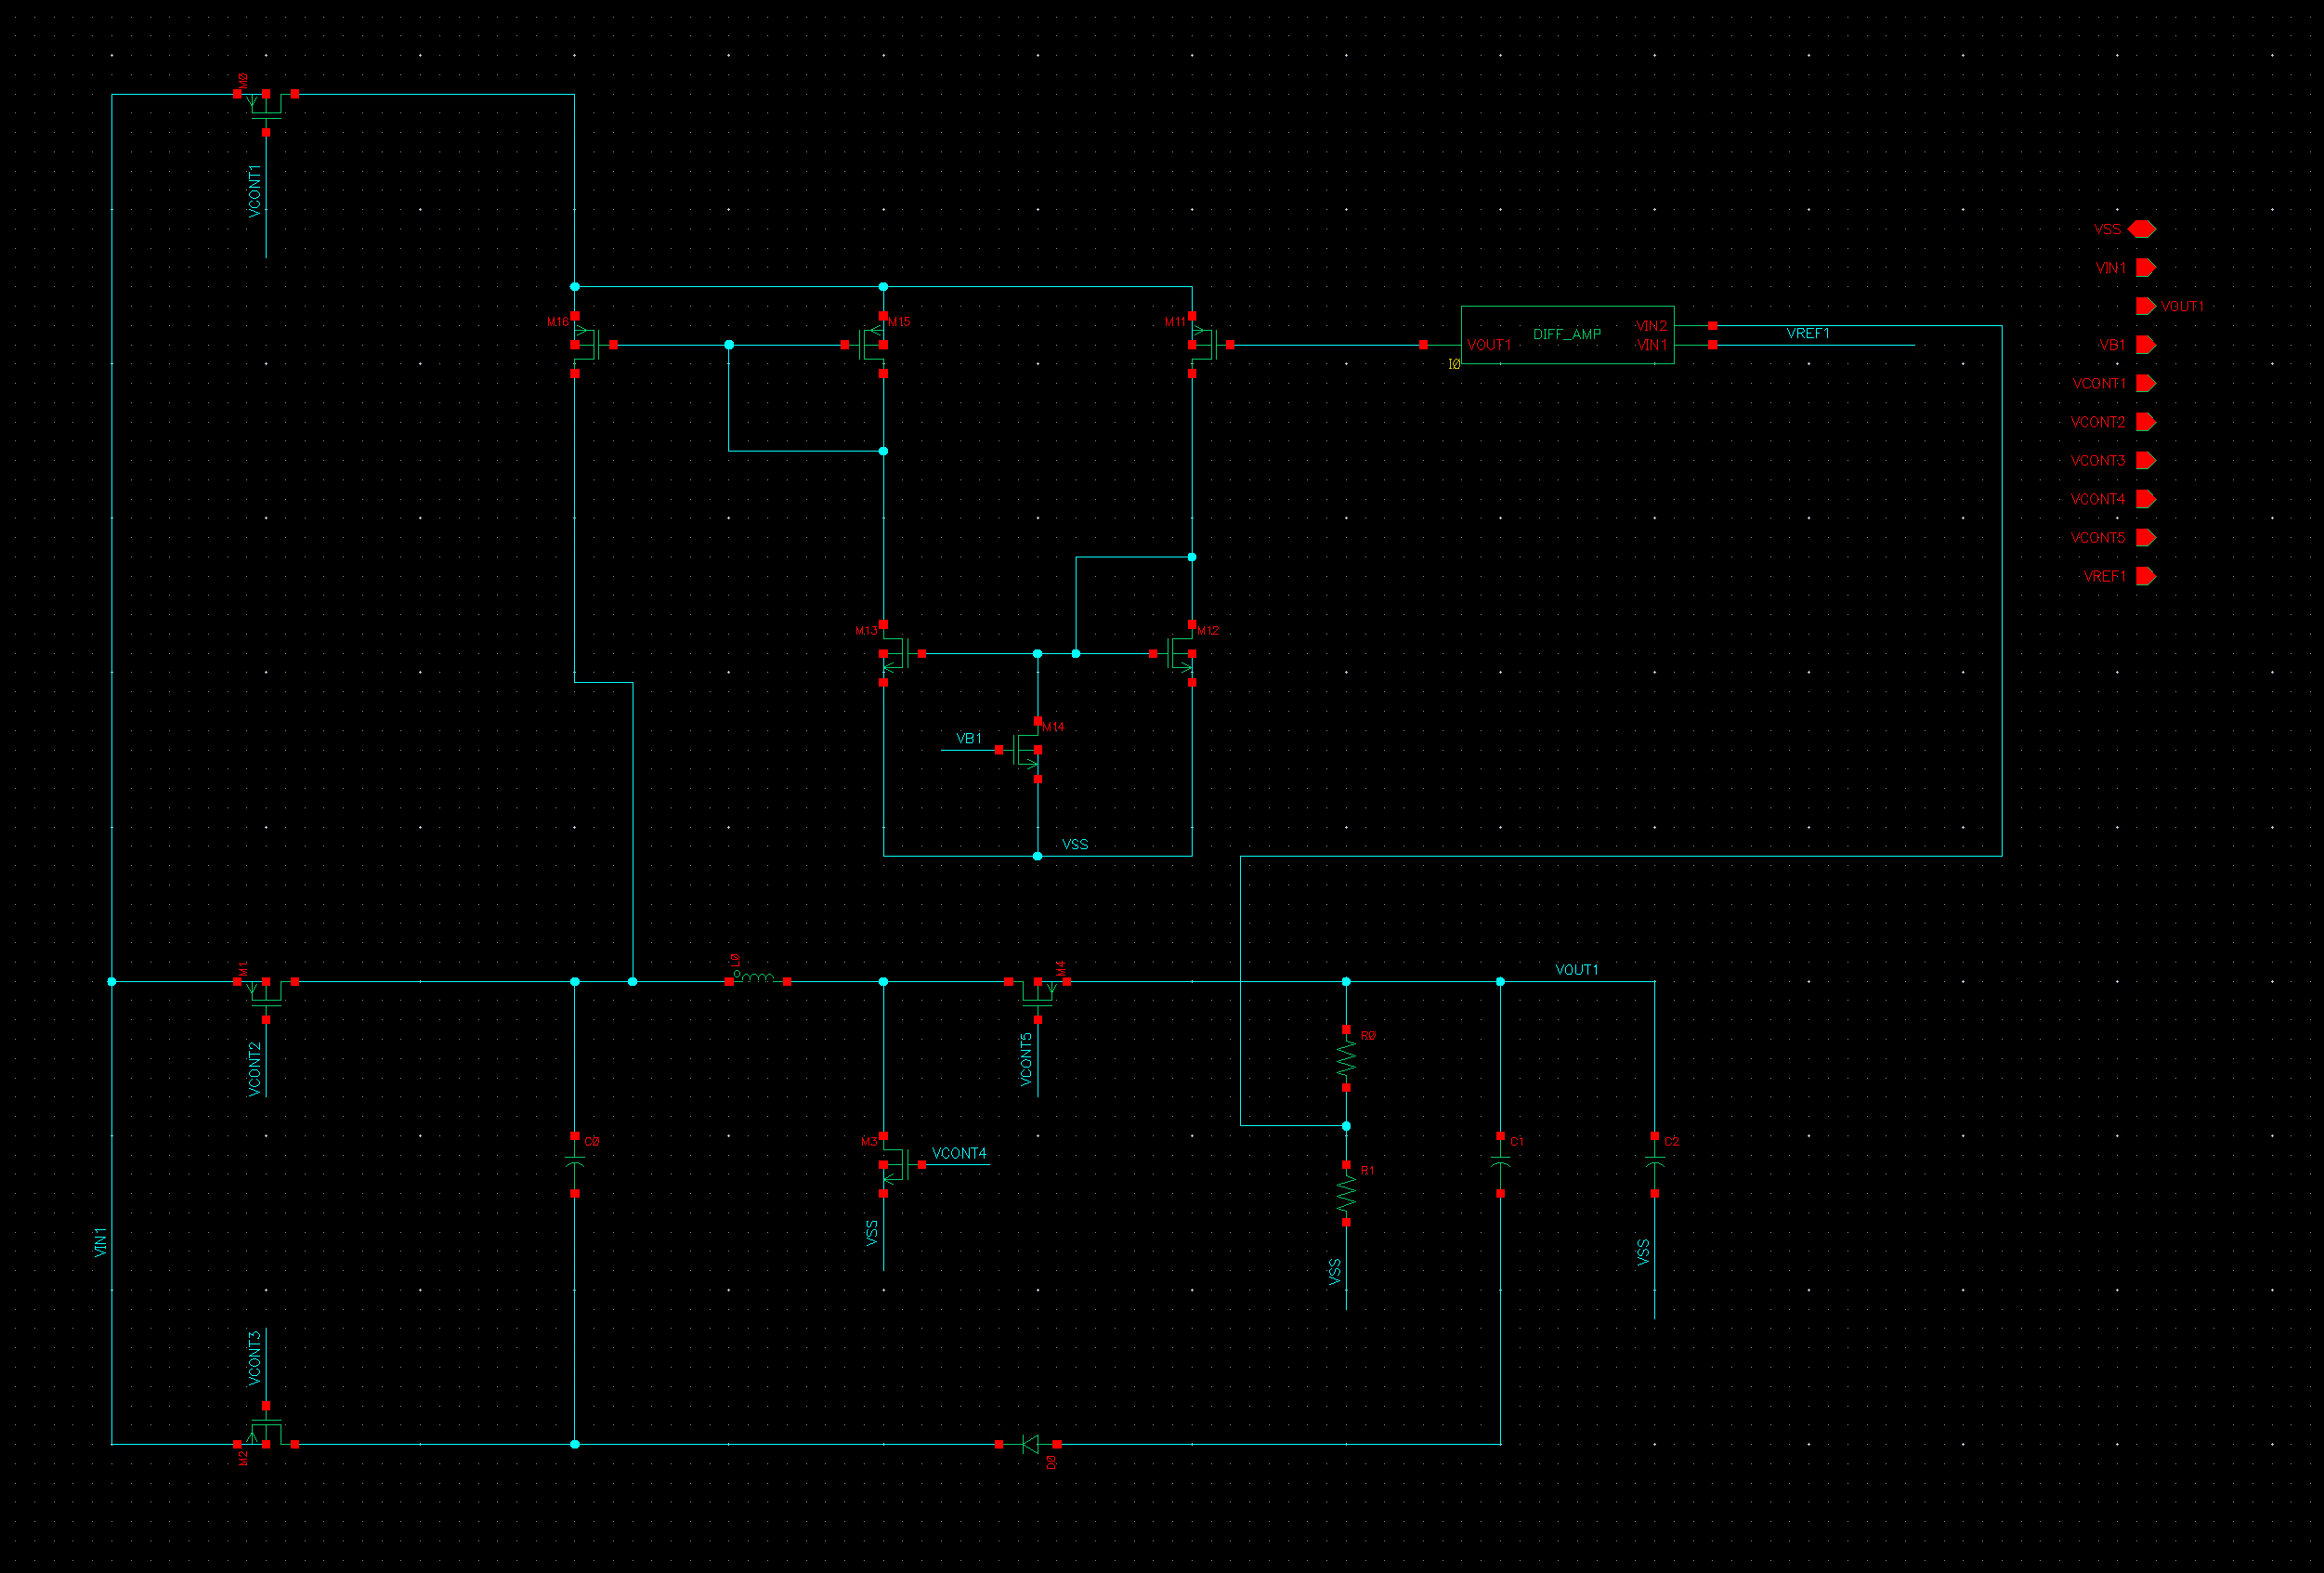 M0
VCONT1
VSS
VIN1
VOUT1
VB1
VCONT1
VCONT2
VCONT3
VCONT4
VCONT5
VREF1
M16
M15
M11
DIFF_AMP
VOUT1
VIN2
VIN1
I0
VREF1
M13
M12
M14
VB1
VSS
M1
VCONT2
L0
M4
VCONT5
VOUT1
R0
C0
M3
VCONT4
VSS
R1
VSS
C1
C2
VSS
VIN1
VCONT3
M2
D0